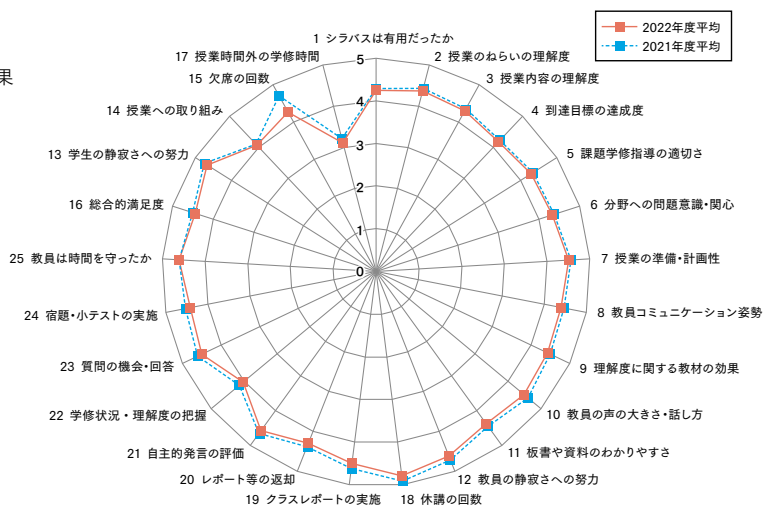 果
2022年度平均
2021年度平均
1 シラバスは有用だったか
2 授業のねらいの理解度
3 授業内容の理解度
4 到達目標の達成度
5 課題学修指導の適切さ
6 分野への問題意識・関心
7 授業の準備・計画性
8 教員コミュニケーション姿勢
9 理解度に関する教材の効果
10 教員の声の大きさ・話し方
11 板書や資料のわかりやすさ
12 教員の静寂さへの努力
18 休講の回数
19 クラスレポートの実施
20 レポート等の返却
21 自主的発言の評価
22 学修状況・理解度の把握
23 質問の機会・回答
24 宿題・小テストの実施
25 教員は時間を守ったか
16 総合的満足度
13 学生の静寂さへの努力
14 授業への取り組み
15 欠席の回数
17 授業時間外の学修時間
5
4
3
2
1
0